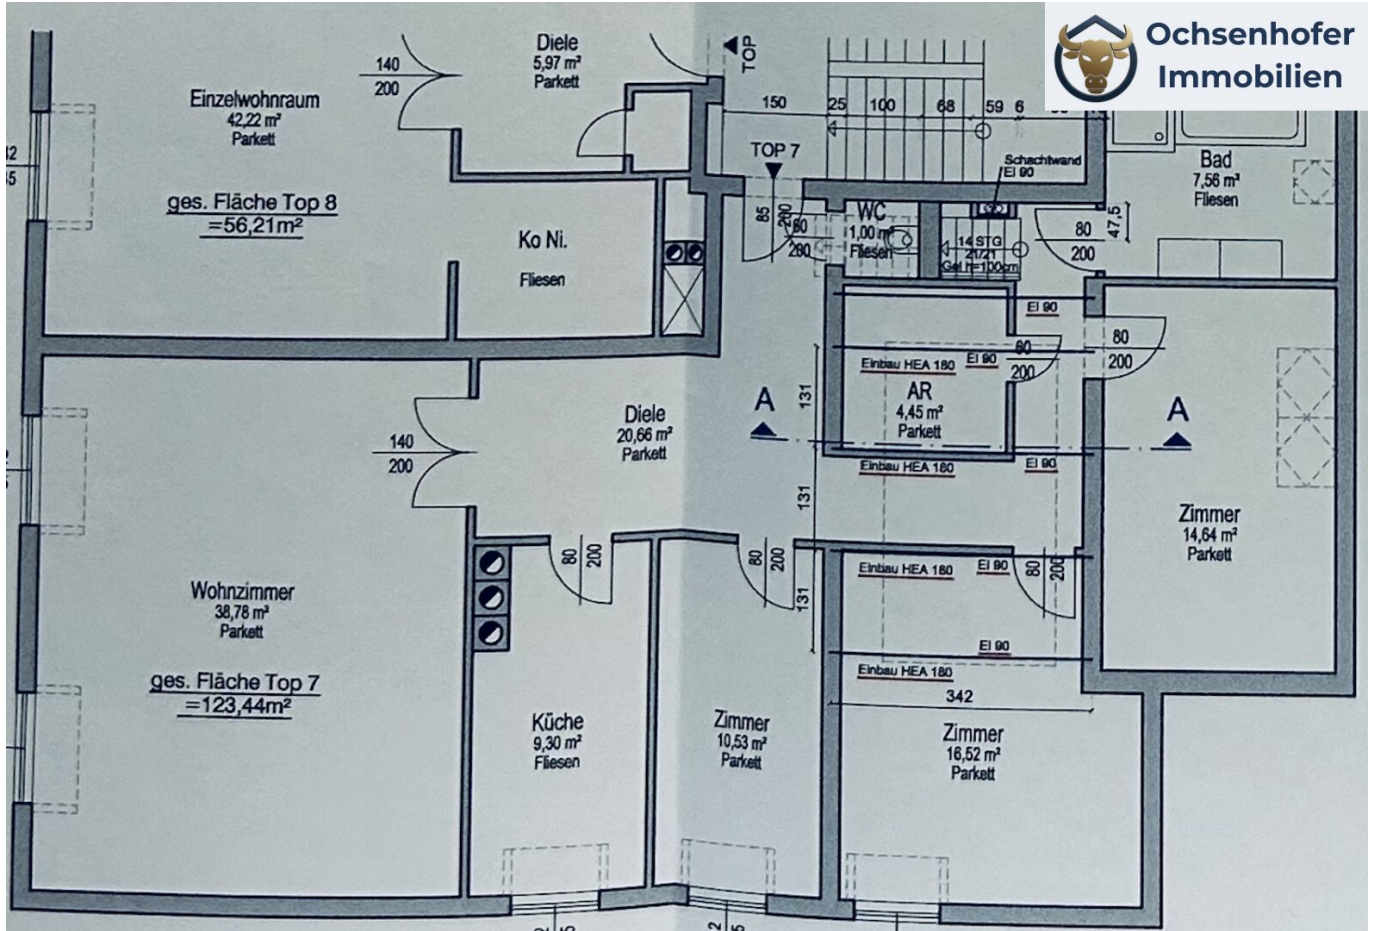 Ochsenhofer
Immobilien
Diele
5,97 m²
Parkett
140
200
TOP
Einzelwohnraum
42,22 m²
Parkett
ges. Fläche Top 8
=56,21m²
Ko Ni.
Fliesen
150
25
100
68
59
6
TOP 7
85
200
80
200
WC
1,00 m²
Fliesen
Schachtwand
EI 90
14 STG
21/21
Gel h=100cm
80
200
47,5
Bad
7,56 m²
Fliesen
EI 90
80
200
60
200
Einbau HEA 180
EI 90
AR
4,45 m²
Parkett
131
A
A
Einbau HEA 180
EI 90
131
Diele
20,66 m²
Parkett
140
200
Zimmer
14,64 m²
Parkett
80
200
80
200
Einbau HEA 180
EI 90
80
200
131
Wohnzimmer
38,78 m²
Parkett
ges. Fläche Top 7
=123,44m²
EI 90
Einbau HEA 180
342
Küche
9,30 m²
Fliesen
Zimmer
10,53 m²
Parkett
Zimmer
16,52 m²
Parkett